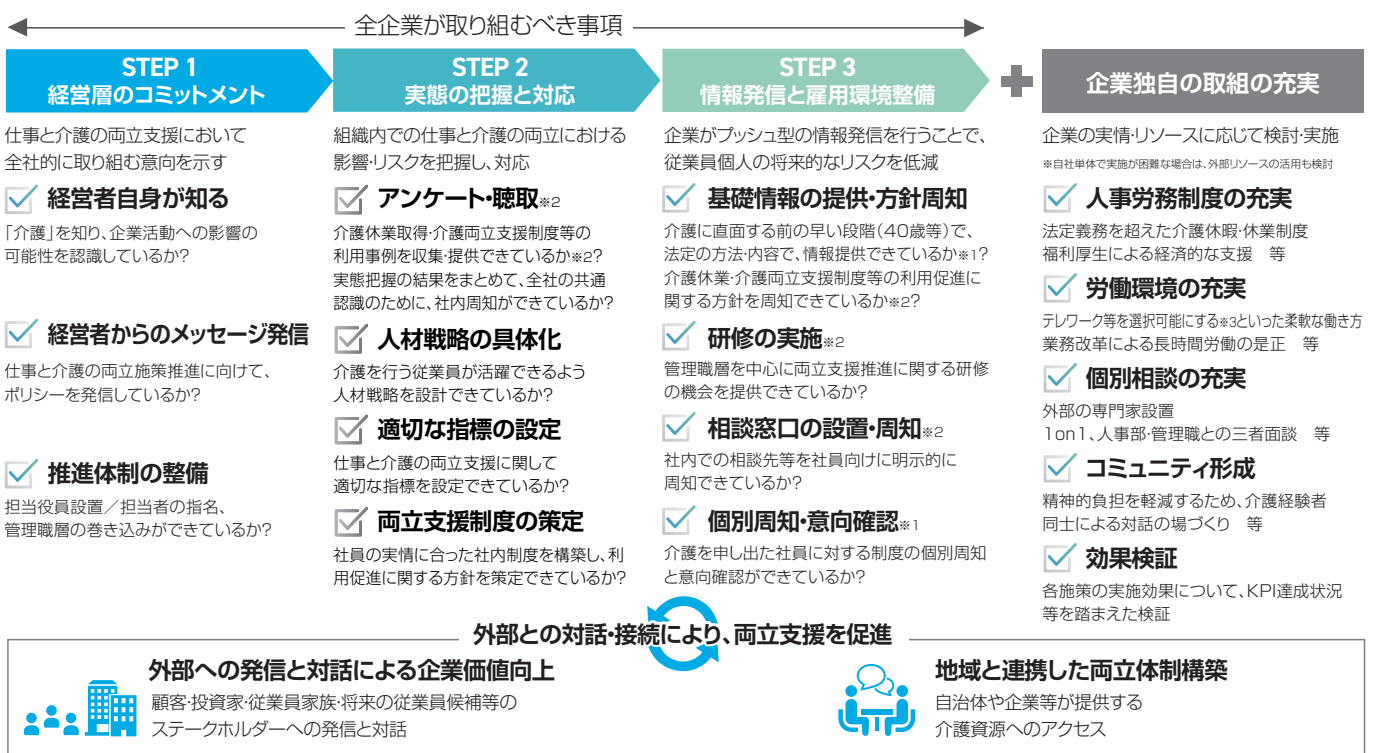 全企業が取り組むべき事項
STEP 1
経営層のコミットメント
仕事と介護の両立支援において
全社的に取り組む意向を示す
経営者自身が知る
「介護」を知り、企業活動への影響の
可能性を認識しているか?
経営者からのメッセージ発信
仕事と介護の両立施策推進に向けて、
ポリシーを発信しているか?
推進体制の整備
担当役員設置/担当者の指名、
管理職層の巻き込みができているか?
STEP 2
実態の把握と対応
組織内での仕事と介護の両立における
影響・リスクを把握し、対応
アンケート・聴取※2
介護休業取得・介護両立支援制度等の
利用事例を収集・提供できているか※2?
実態把握の結果をまとめて、全社の共通
認識のために、社内周知ができているか?
人材戦略の具体化
介護を行う従業員が活躍できるよう
人材戦略を設計できているか?
適切な指標の設定
仕事と介護の両立支援に関して
適切な指標を設定できているか?
両立支援制度の策定
社員の実情に合った社内制度を構築し、利
用促進に関する方針を策定できているか?
STEP 3
情報発信と雇用環境整備
企業がプッシュ型の情報発信を行うことで、
従業員個人の将来的なリスクを低減
基礎情報の提供・方針周知
介護に直面する前の早い段階(40歳等)で、
法定の方法・内容で、情報提供できているか※1?
介護休業・介護両立支援制度等の利用促進に
関する方針を周知できているか※2?
研修の実施※2
管理職層を中心に両立支援推進に関する研修
の機会を提供できているか?
相談窓口の設置・周知※2
社内での相談先等を社員向けに明示的に
周知できているか?
個別周知・意向確認※1
介護を申し出た社員に対する制度の個別周知
と意向確認ができているか?
企業独自の取組の充実
企業の実情・リソースに応じて検討・実施
※自社単体で実施が困難な場合は、外部リソースの活用も検討
人事労務制度の充実
法定義務を超えた介護休暇・休業制度
福利厚生による経済的な支援 等
労働環境の充実
テレワーク等を選択可能にする※3といった柔軟な働き方
業務改革による長時間労働の是正 等
個別相談の充実
外部の専門家設置
1on1、人事部・管理職との三者面談 等
コミュニティ形成
精神的負担を軽減するため、介護経験者
同士による対話の場づくり 等
効果検証
各施策の実施効果について、KPI達成状況
等を踏まえた検証
外部との対話・接続により、両立支援を促進
外部への発信と対話による企業価値向上
顧客・投資家・従業員家族・将来の従業員候補等の
ステークホルダーへの発信と対話
地域と連携した両立体制構築
自治体や企業等が提供する
介護資源へのアクセス